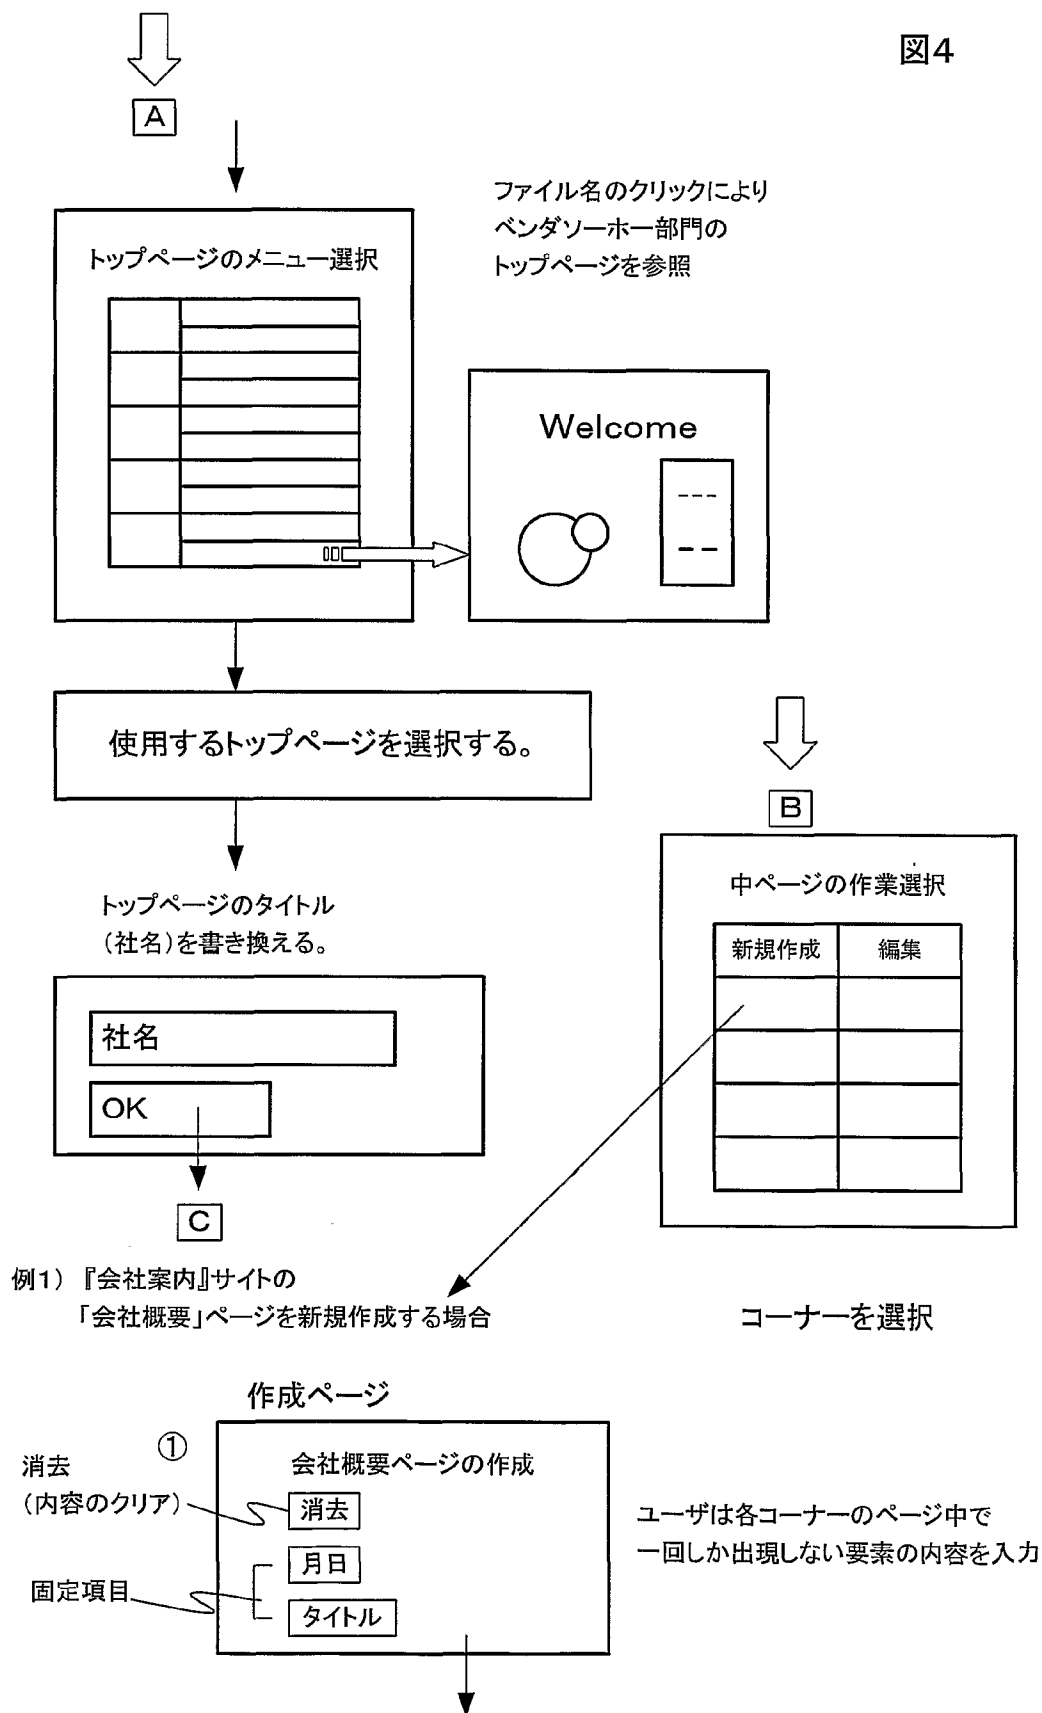 図4
A
ファイル名のクリックにより
ベンダソーホー部門の
トップページを参照
トップページのメニュー選択
Welcome
使用するトップページを選択する。
B
トップページのタイトル
(社名)を書き換える。
中ページの作業選択
新規作成 編集
社名
OK
C
例1) 『会社案内』サイトの
「会社概要」ページを新規作成する場合
コーナーを選択
作成ページ
①
会社概要ページの作成
消去
(内容のクリア)
消去
月日
固定項目
タイトル
ユーザは各コーナーのページ中で
一回しか出現しない要素の内容を入力